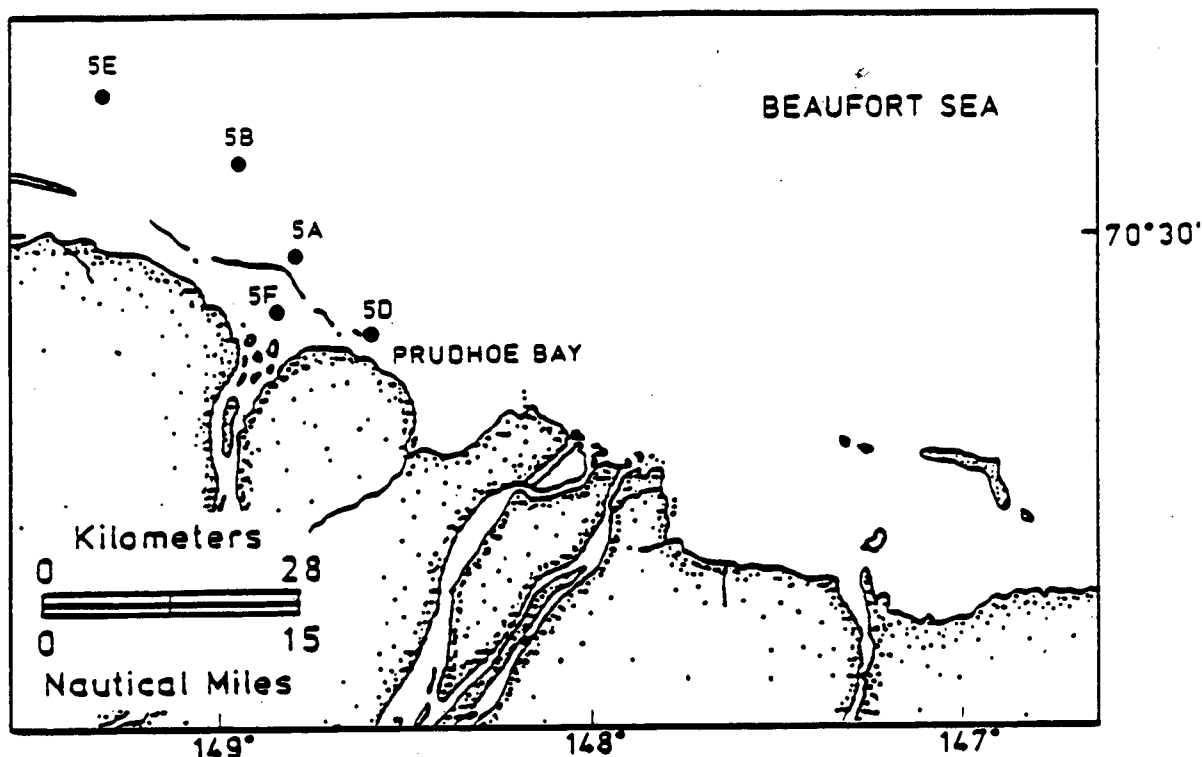 5E
BEAUFORT SEA
5B
5A
70°30'
5F
5D
PRUDHOE BAY
Kilometers
0 28
0 15
Nautical Miles
149° 148° 147°